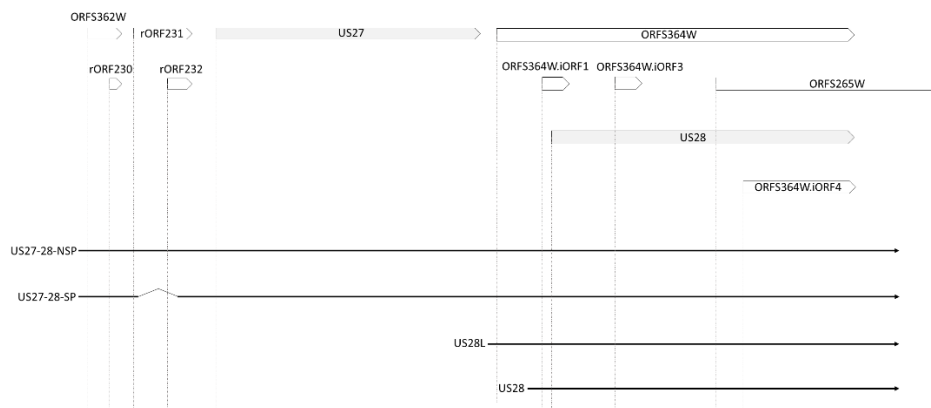 ORFS362W
rORF231
US27
ORFS364W
rORF230
rORF232
ORFS364W.iORF1
ORFS364W.iORF3
ORFS265W
US28
ORFS364W.iORF4
US27-28-NSP
US27-28-SP
US28L
US28